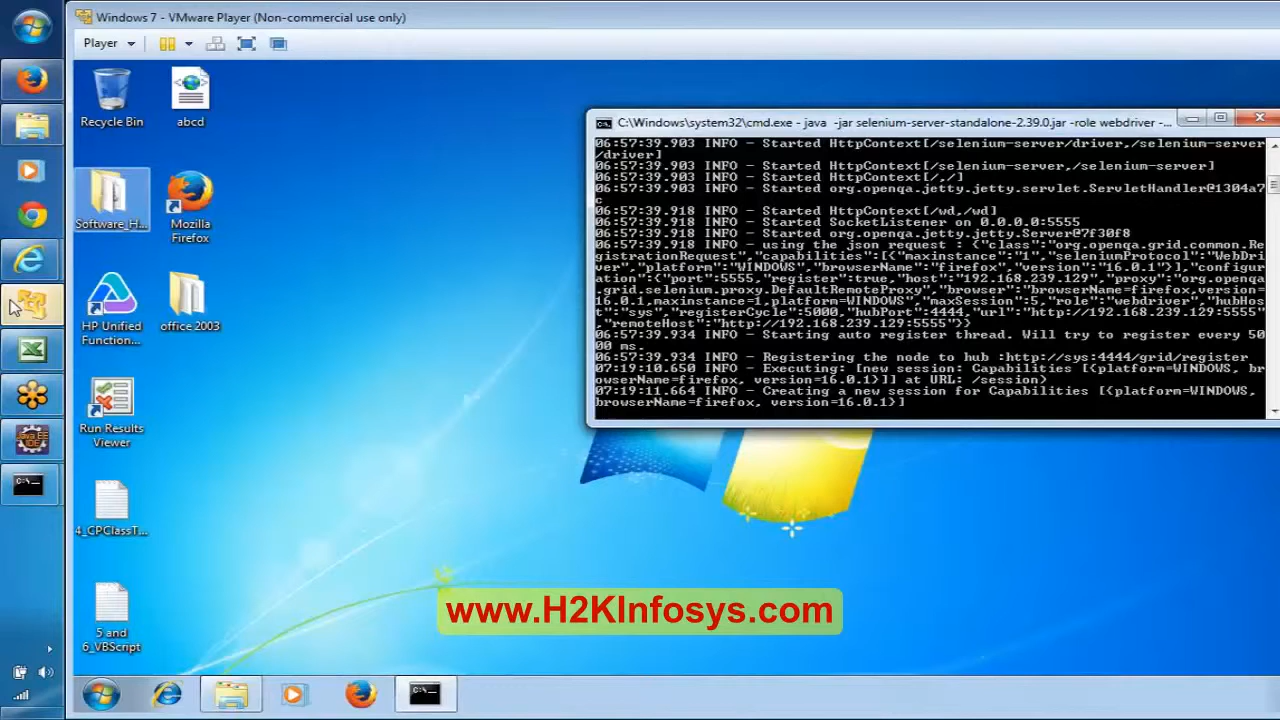 Windows 7 - VMware Player (Non-commercial use only)
Player
Recycle Bin
abcd
Software_H...
Mozilla
Firefox
HP Unified
Function...
office 2003
Run Results
Viewer
4_CPClassT...
5 and
6_VBScript
C:\Windows\system32\cmd.exe - java -jar selenium-server-standalone-2.39.0.jar -role webdriver -...
06:57:39.903 INFO - Started HttpContext[/selenium-server/driver,/selenium-server
/driver]
06:57:39.903 INFO - Started HttpContext[/selenium-server,/selenium-server]
06:57:39.903 INFO - Started HttpContext[/,/]
06:57:39.903 INFO - Started org.openqa.jetty.jetty.servlet.ServletHandler@1304a7
c
06:57:39.918 INFO - Started HttpContext[/wd,/wd]
06:57:39.918 INFO - Started SocketListener on 0.0.0.0:5555
06:57:39.918 INFO - Started org.openqa.jetty.jetty.Server@7f30f8
06:57:39.918 INFO - using the json request : {"class":"org.openqa.grid.common.Re
gistrationRequest","capabilities":[{"maxinstance":"1","seleniumProtocol":"WebDri
ver","platform":"WINDOWS","browserName":"firefox","version":"16.0.1"}],"configur
ation":{"port":5555,"register":true,"host":"192.168.239.129","proxy":"org.openqa
.grid.selenium.proxy.DefaultRemoteProxy","browser":"browserName=firefox,version=
16.0.1,maxinstance=1,platform=WINDOWS","maxSession":5,"role":"webdriver","hubHos
t":"sys","registerCycle":5000,"hubPort":4444,"url":"http://192.168.239.129:5555"
,"remoteHost":"http://192.168.239.129:5555"}}
06:57:39.934 INFO - Starting auto register thread. Will try to register every 50
00 ms.
06:57:39.934 INFO - Registering the node to hub :http://sys:4444/grid/register
07:19:10.650 INFO - Executing: [new session: Capabilities [{platform=WINDOWS, br
owserName=firefox, version=16.0.1}]] at URL: /session)
07:19:11.664 INFO - Creating a new session for Capabilities [{platform=WINDOWS,
browserName=firefox, version=16.0.1}]
www.H2KInfosys.com